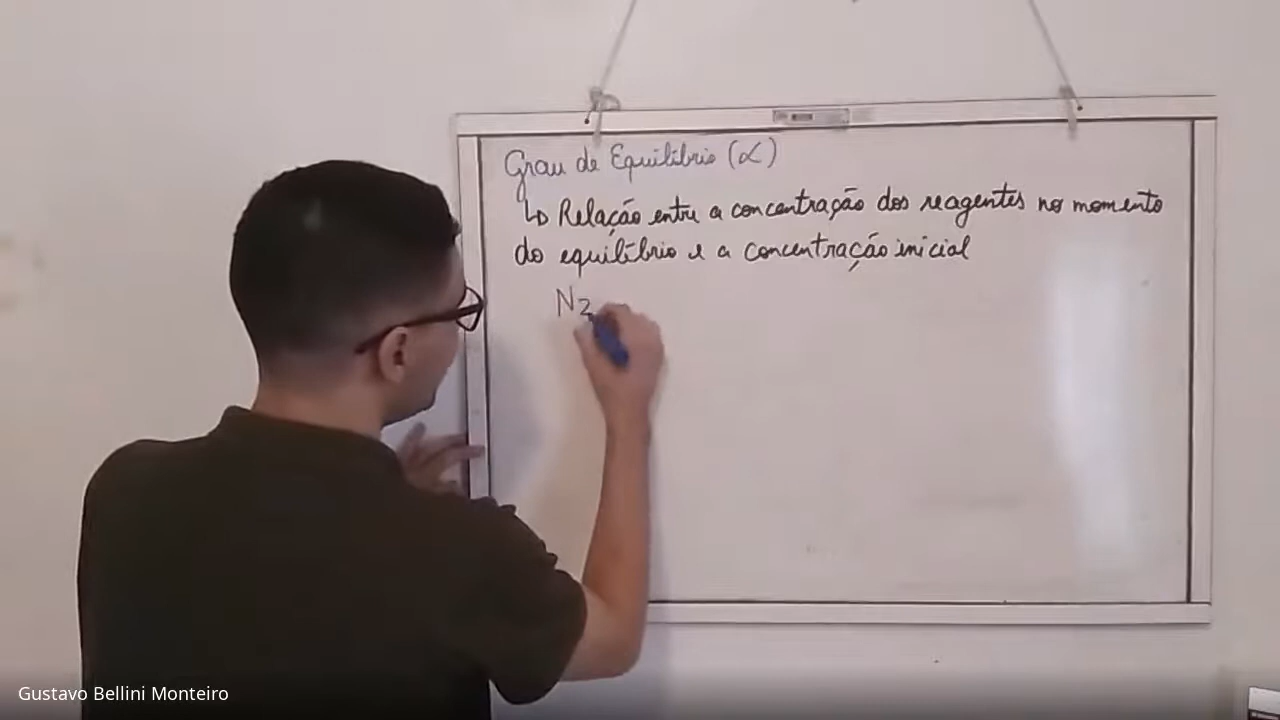 Grau de Equilíbrio (α)
↳ Relação entre a concentração dos reagentes no momento
do equilíbrio e a concentração inicial
N2
Gustavo Bellini Monteiro